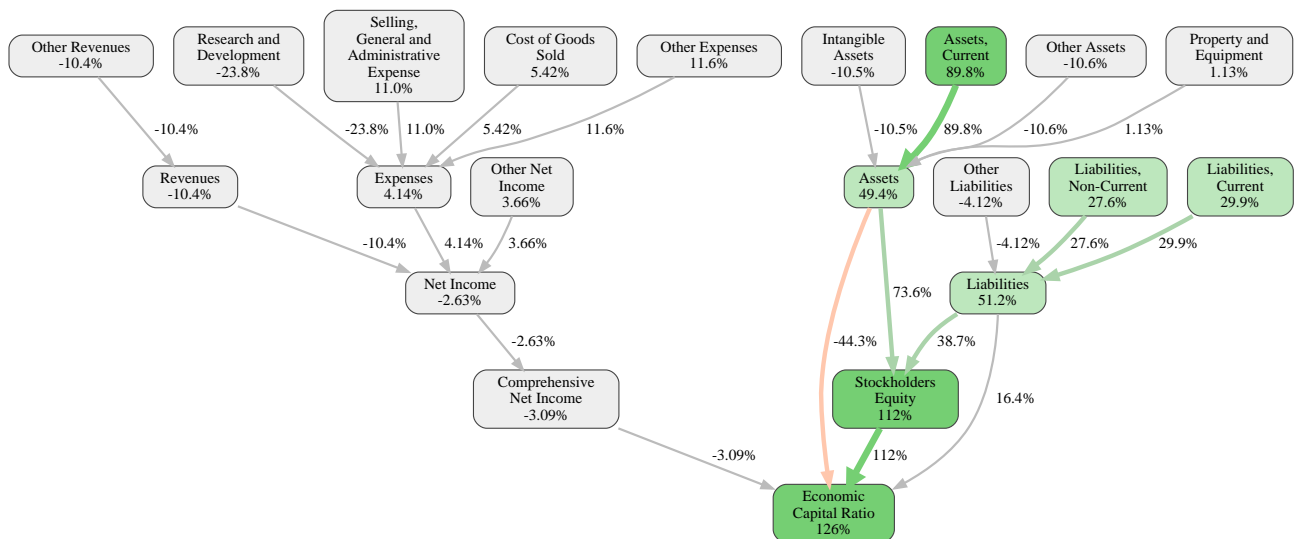 Other Revenues
-10.4%
Research and
Development
-23.8%
Selling,
General and
Administrative
Expense
11.0%
Cost of Goods
Sold
5.42%
Other Expenses
11.6%
Intangible
Assets
-10.5%
Assets,
Current
89.8%
Other Assets
-10.6%
Property and
Equipment
1.13%
-10.4%
-23.8%
11.0%
5.42%
11.6%
-10.5%
89.8%
-10.6%
1.13%
Revenues
-10.4%
Expenses
4.14%
Other Net
Income
3.66%
Assets
49.4%
Other
Liabilities
-4.12%
Liabilities,
Non-Current
27.6%
Liabilities,
Current
29.9%
-10.4%
4.14%
3.66%
-4.12%
27.6%
29.9%
Net Income
-2.63%
73.6%
Liabilities
51.2%
-2.63%
-44.3%
38.7%
Comprehensive
Net Income
-3.09%
Stockholders
Equity
112%
16.4%
-3.09%
112%
Economic
Capital Ratio
126%